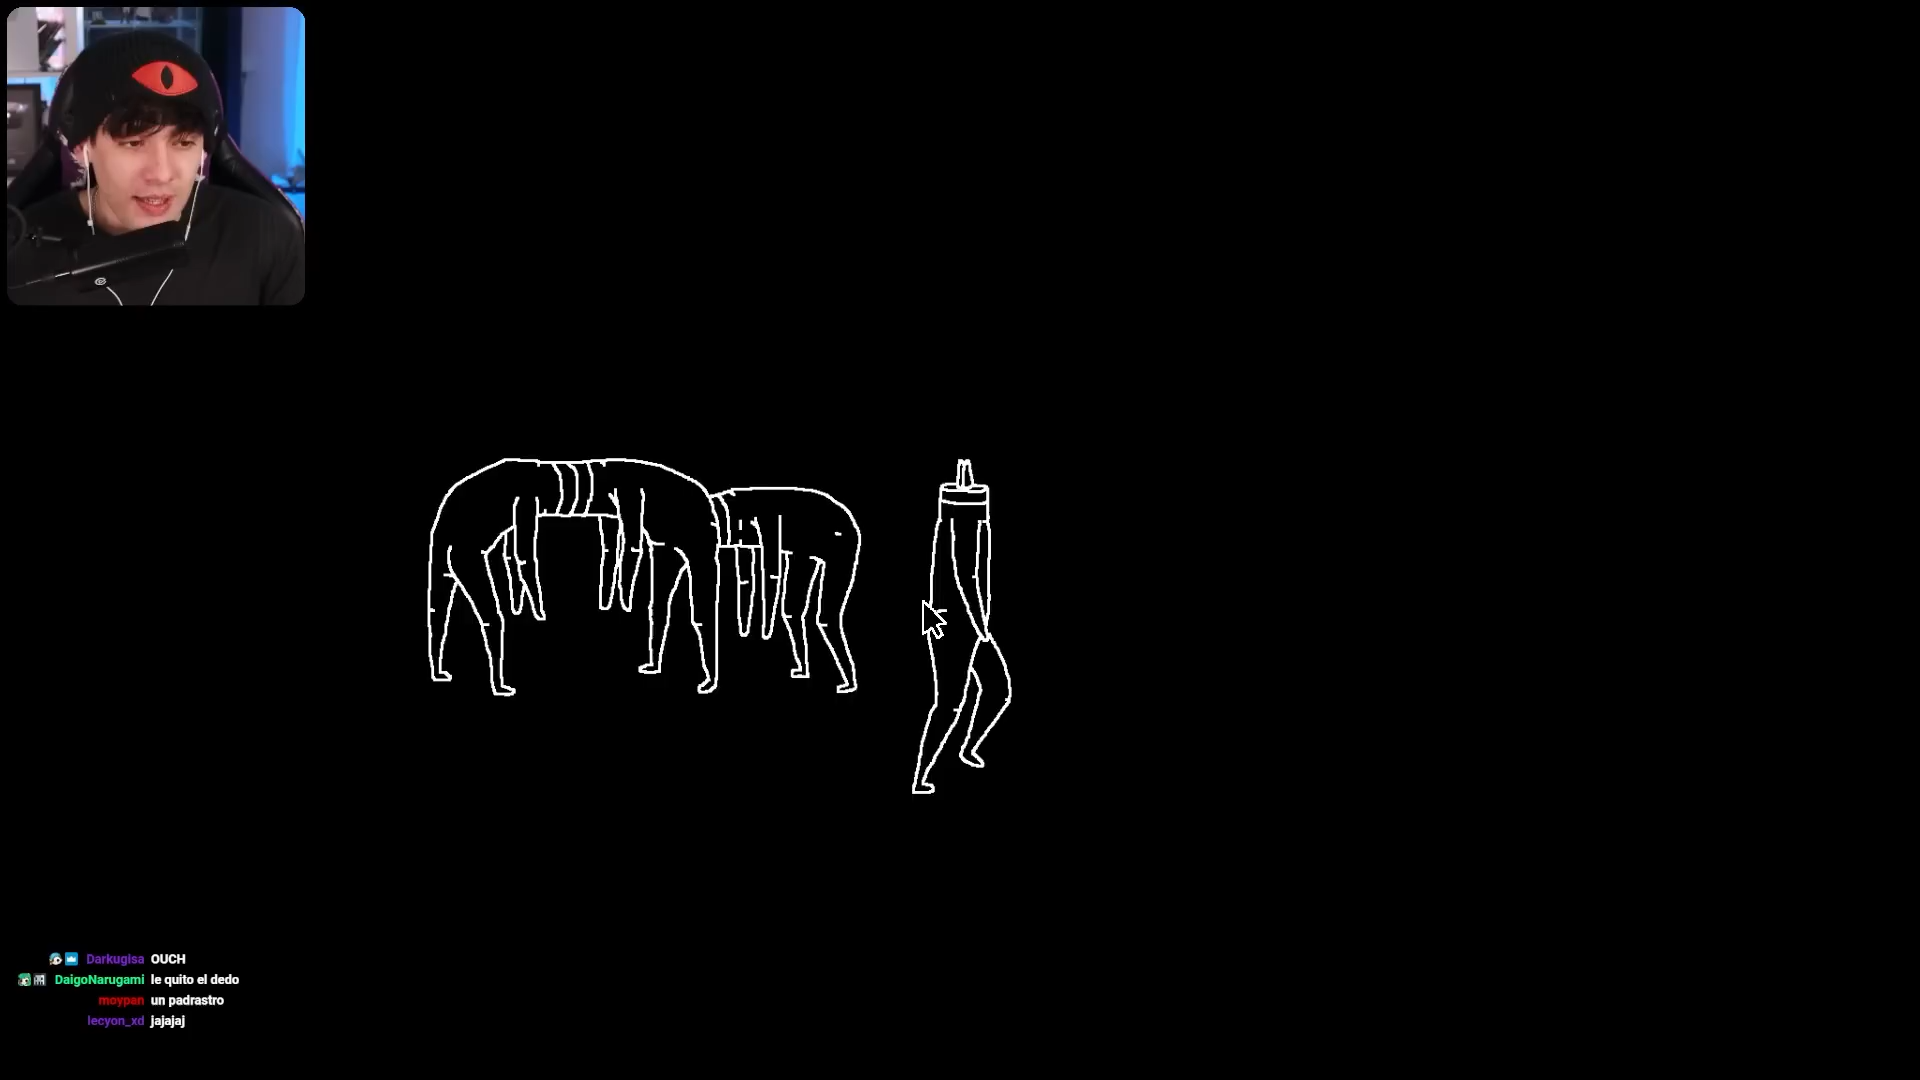 Darkugisa OUCH
DaigoNarugami le quito el dedo
moypan un padrastro
lecyon_xd jajajaj